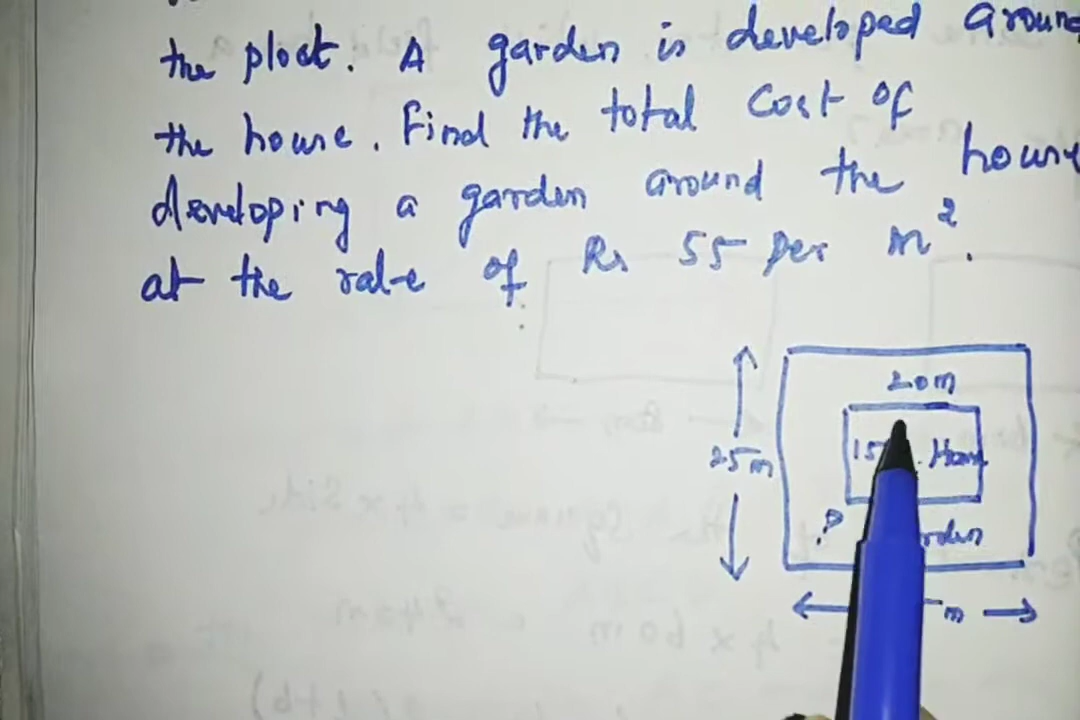 the plot. A garden is developed around
the house. Find the total cost of
developing a garden around the house
at the rate of Rs 55 per m².
20m
25m
15
House
?
m